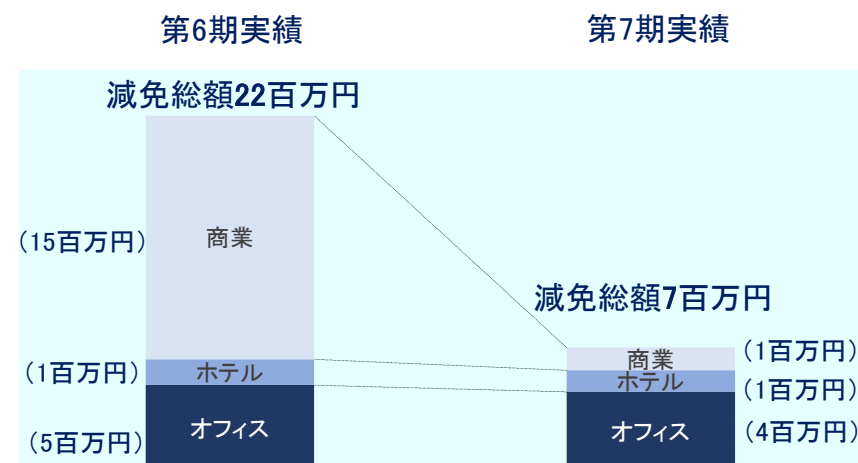 第6期実績
第7期実績
減免総額22百万円
(15百万円)
商業
(1百万円)
ホテル
(5百万円)
オフィス
減免総額7百万円
商業
(1百万円)
ホテル
(1百万円)
オフィス
(4百万円)